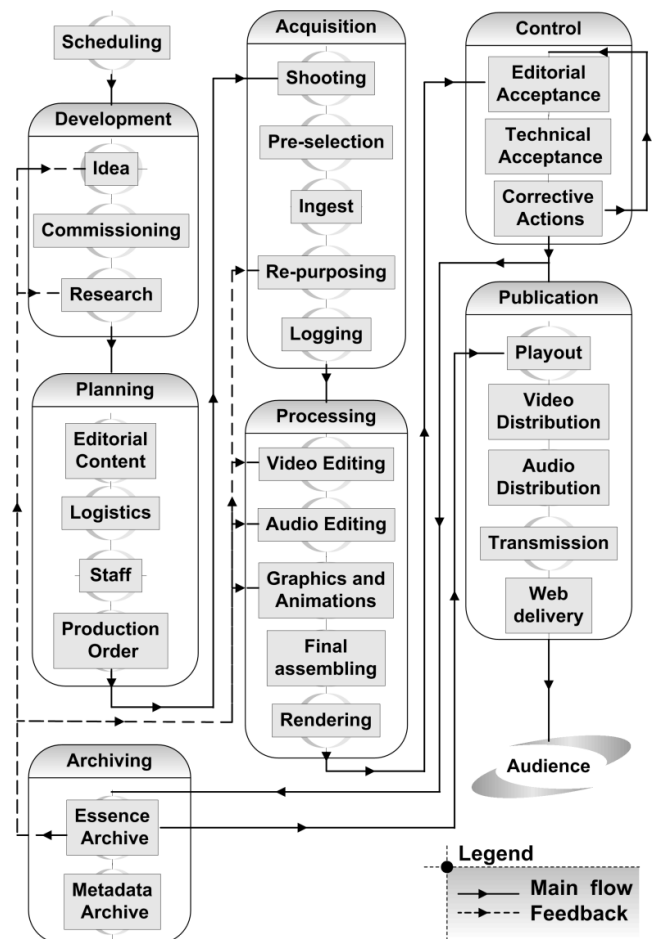 Scheduling
Development
Idea
Commissioning
Research
Planning
Editorial
Content
Logistics
Staff
Production
Order
Archiving
Essence
Archive
Metadata
Archive
Acquisition
Shooting
Pre-selection
Ingest
Re-purposing
Logging
Processing
Video Editing
Audio Editing
Graphics and
Animations
Final
assembling
Rendering
Control
Editorial
Acceptance
Technical
Acceptance
Corrective
Actions
Publication
Playout
Video
Distribution
Audio
Distribution
Transmission
Web
delivery
Audience
Legend
Main flow
Feedback